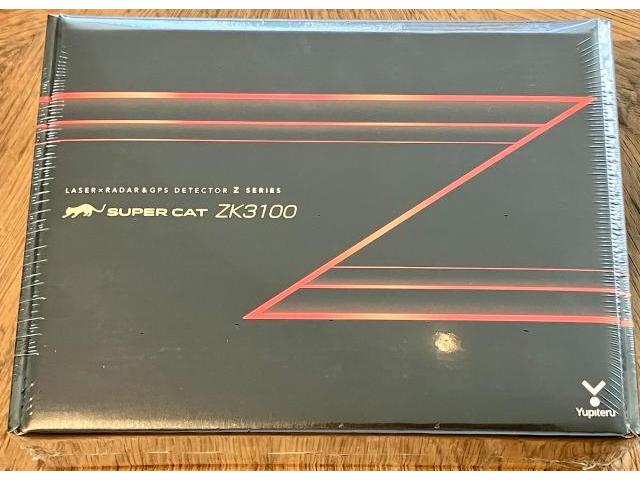 LASER×RADAR&GPS DETECTOR Z SERIES
SUPER CAT ZK3100
Yupiteru